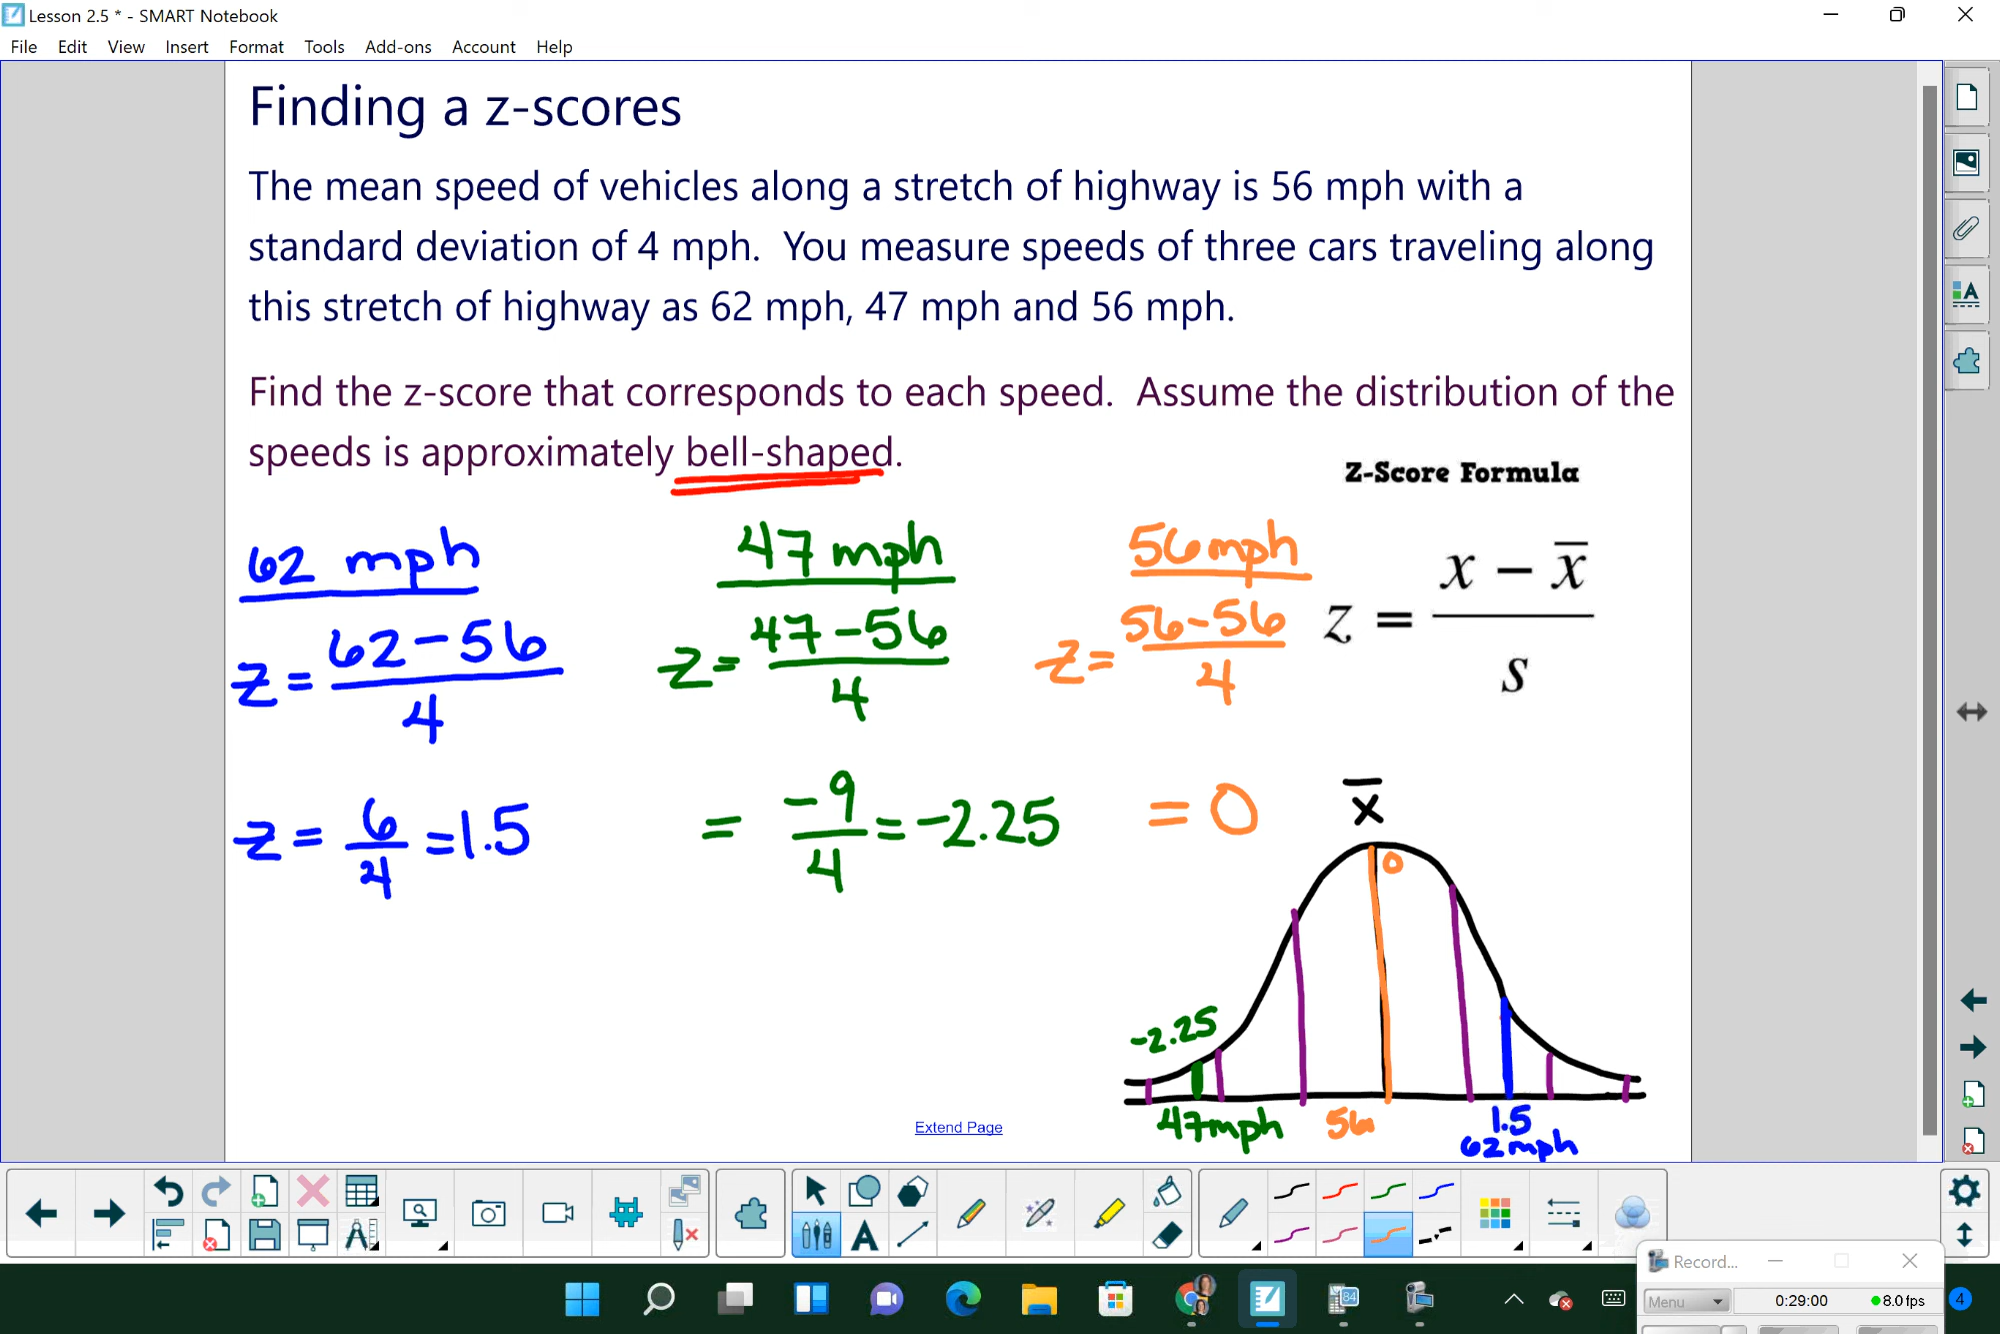 Lesson 2.5 * - SMART Notebook
File Edit View Insert Format Tools Add-ons Account Help
Finding a z-scores
The mean speed of vehicles along a stretch of highway is 56 mph with a
standard deviation of 4 mph. You measure speeds of three cars traveling along
this stretch of highway as 62 mph, 47 mph and 56 mph.
Find the z-score that corresponds to each speed. Assume the distribution of the
speeds is approximately bell-shaped.
Z-Score Formula
z = x − x̄ / s
62 mph
z = 62-56 / 4
z = 6/4 = 1.5
47 mph
z = 47-56 / 4
= -9/4 = -2.25
56mph
z = 56-56 / 4
= 0
x̄
0
-2.25
47mph
56
1.5
62mph
Extend Page
A
A
84
Record...
Menu
0:29:00
8.0 fps
4